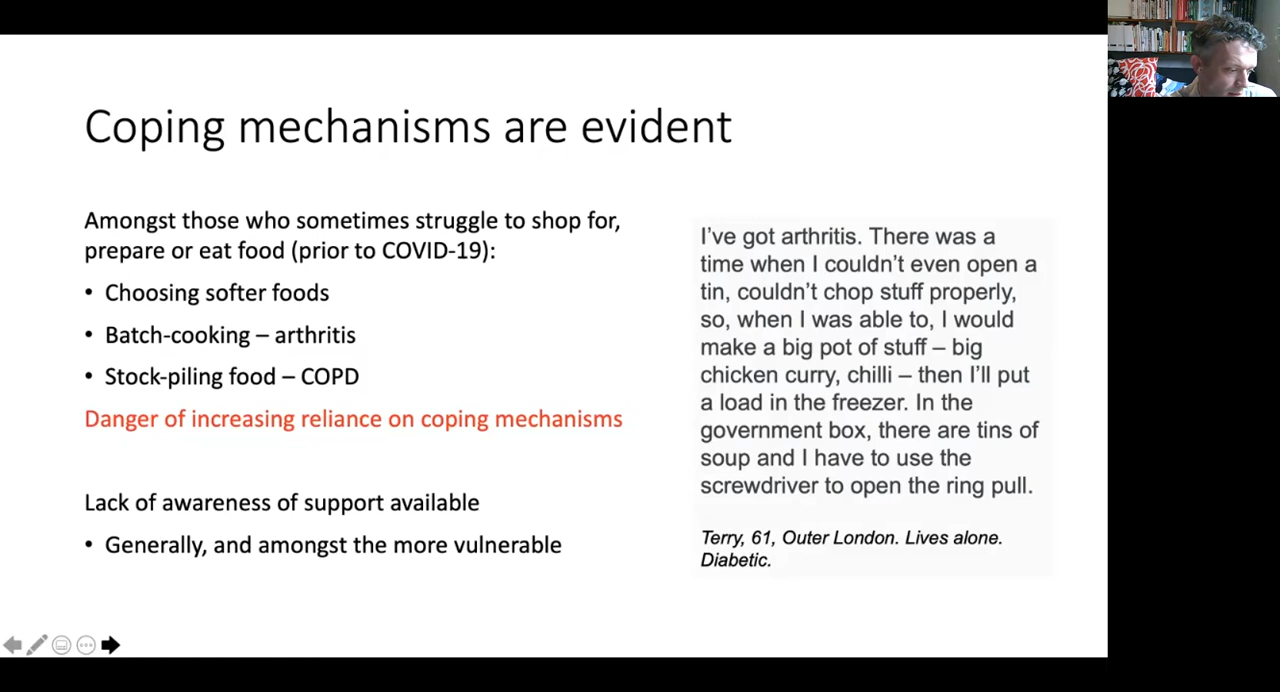 Coping mechanisms are evident
Amongst those who sometimes struggle to shop for,
prepare or eat food (prior to COVID-19):
• Choosing softer foods
• Batch-cooking – arthritis
• Stock-piling food – COPD
Danger of increasing reliance on coping mechanisms
Lack of awareness of support available
• Generally, and amongst the more vulnerable
I’ve got arthritis. There was a
time when I couldn’t even open a
tin, couldn’t chop stuff properly,
so, when I was able to, I would
make a big pot of stuff – big
chicken curry, chilli – then I’ll put
a load in the freezer. In the
government box, there are tins of
soup and I have to use the
screwdriver to open the ring pull.
Terry, 61, Outer London. Lives alone.
Diabetic.